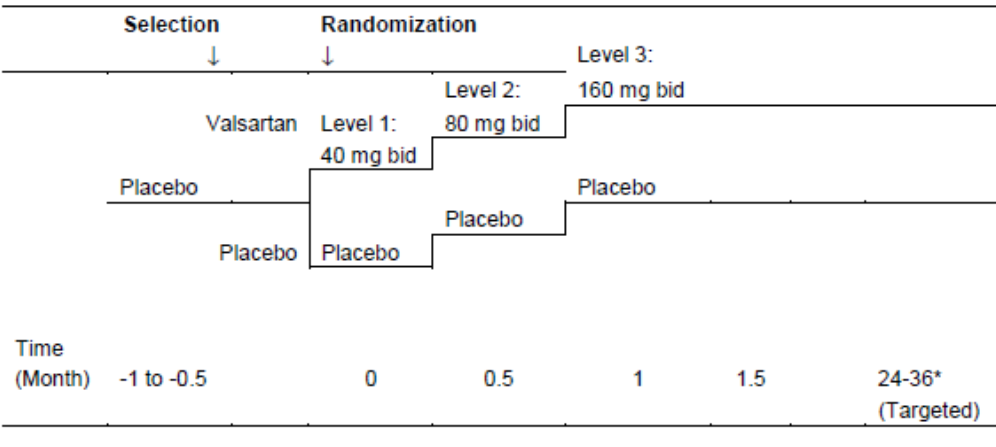 Selection Randomization
↓ ↓ Level 3:
Level 2: 160 mg bid
Valsartan Level 1: 80 mg bid
40 mg bid
Placebo Placebo
Placebo
Placebo Placebo
Time
(Month) -1 to -0.5 0 0.5 1 1.5 24-36*
(Targeted)